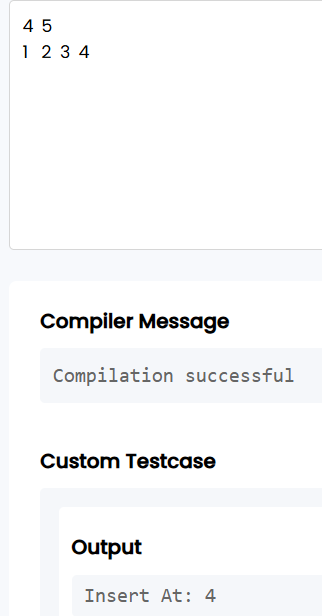 4 5
1 2 3 4
Compiler Message
Compilation successful
Custom Testcase
Output
Insert At: 4